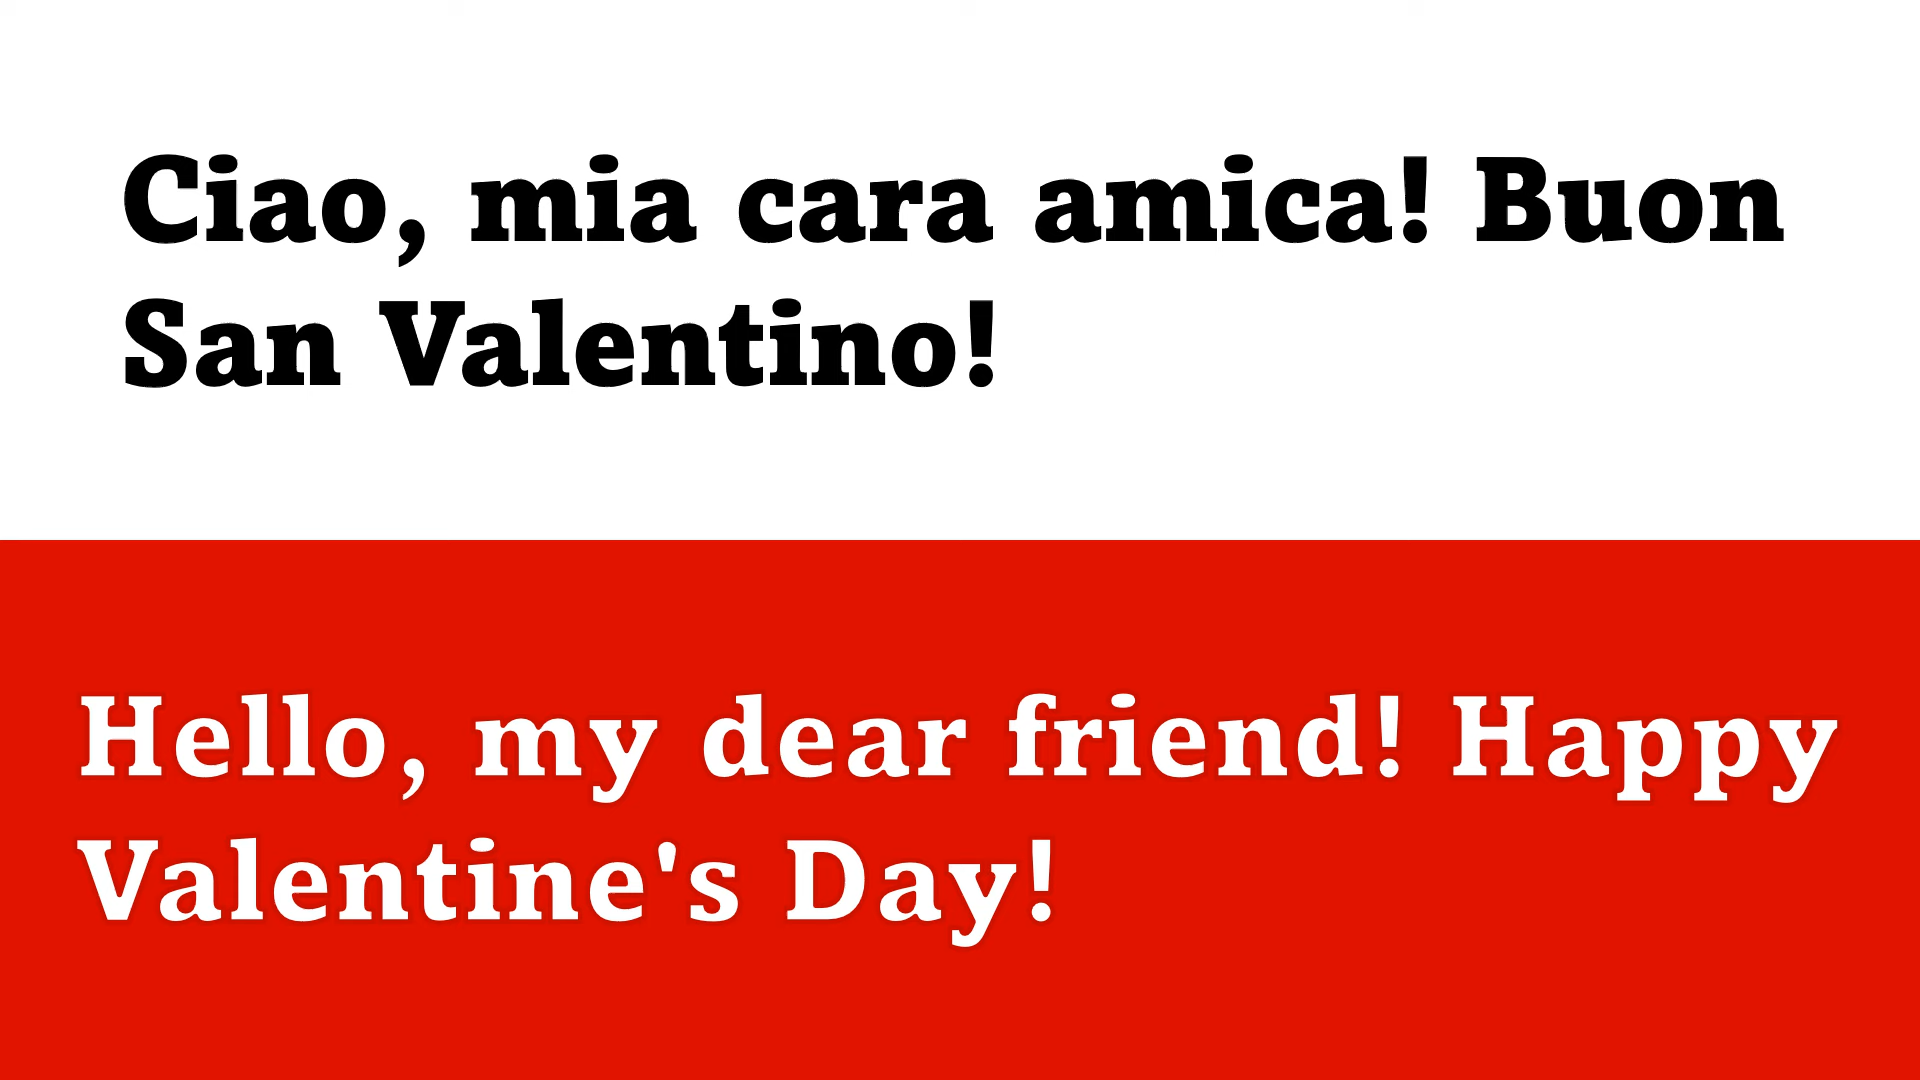 Ciao, mia cara amica! Buon
San Valentino!
Hello, my dear friend! Happy
Valentine's Day!